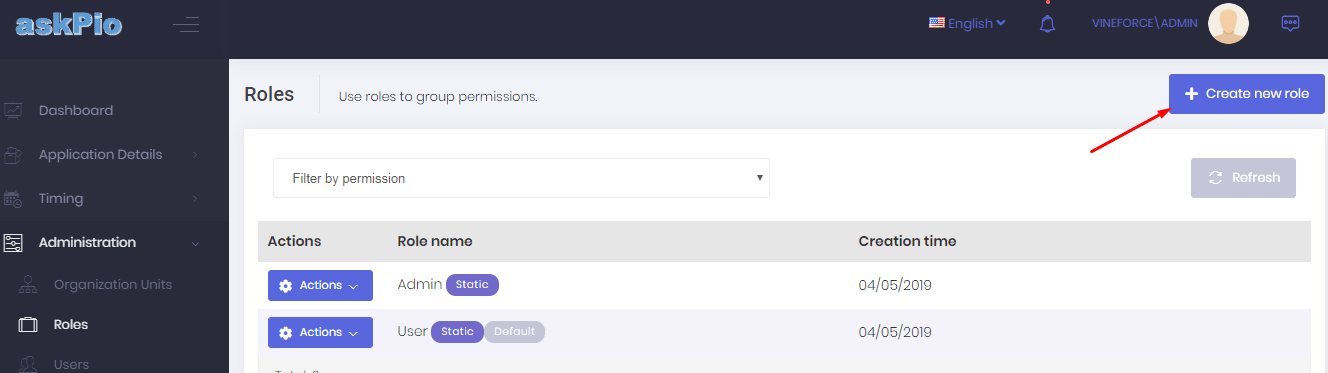 askPio
English
VINEFORCE\ADMIN
Dashboard
Application Details
Timing
Administration
Organization Units
Roles
Users
Roles
Use roles to group permissions.
Create new role
Filter by permission
Refresh
Actions Role name Creation time
Actions Admin Static 04/05/2019
Actions User Static Default 04/05/2019